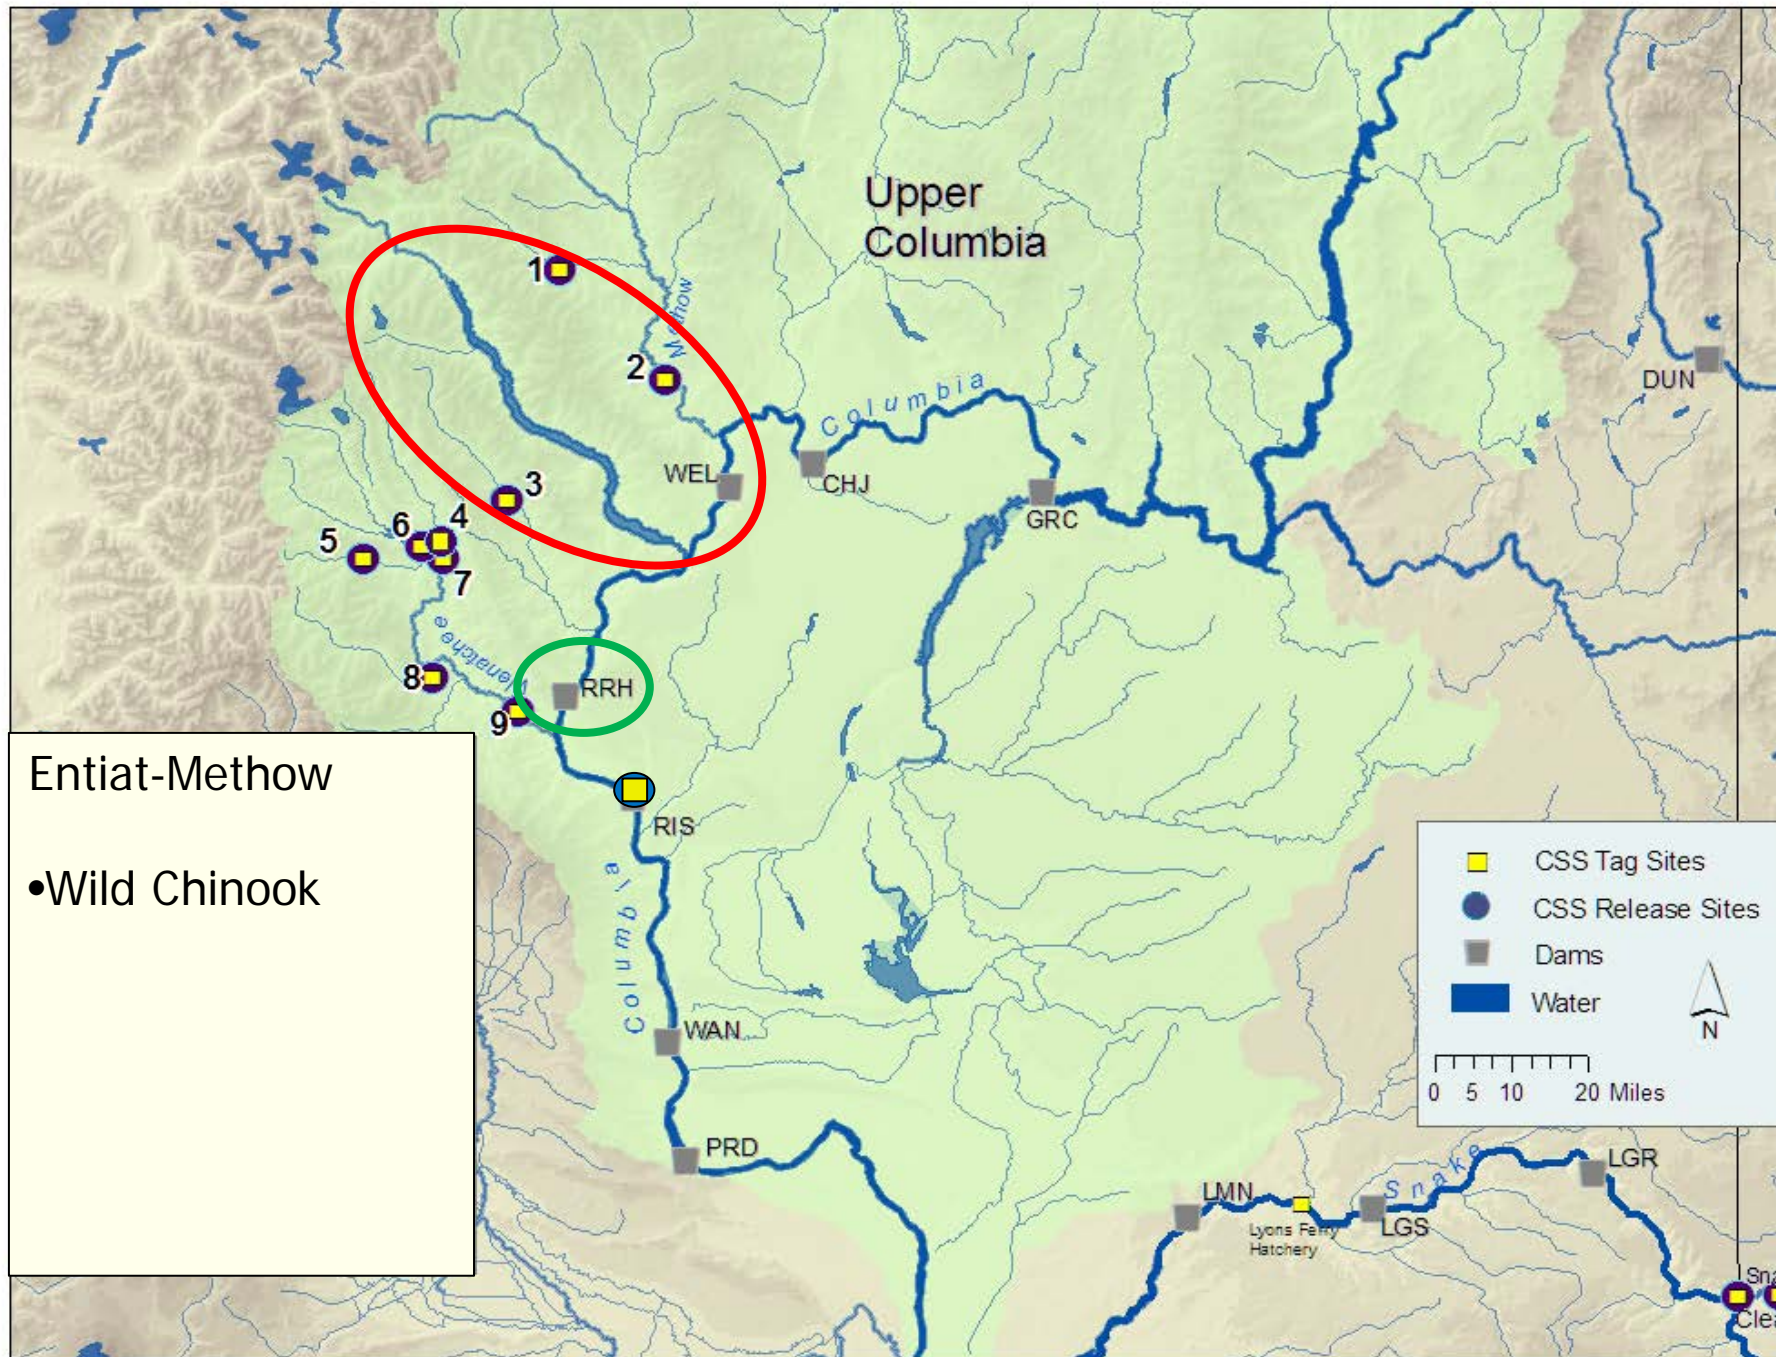 Upper
Columbia
1
Methow
2
Columbia
DUN
WEL
CHJ
GRC
3
4
6
5
7
Wenatchee
8
RRH
9
Entiat-Methow
•Wild Chinook
RIS
Columbia
WAN
PRD
CSS Tag Sites
CSS Release Sites
Dams
Water
N
0 5 10 20 Miles
LGR
Snake
LMN
LGS
Lyons Ferry
Hatchery
Sna
Clea